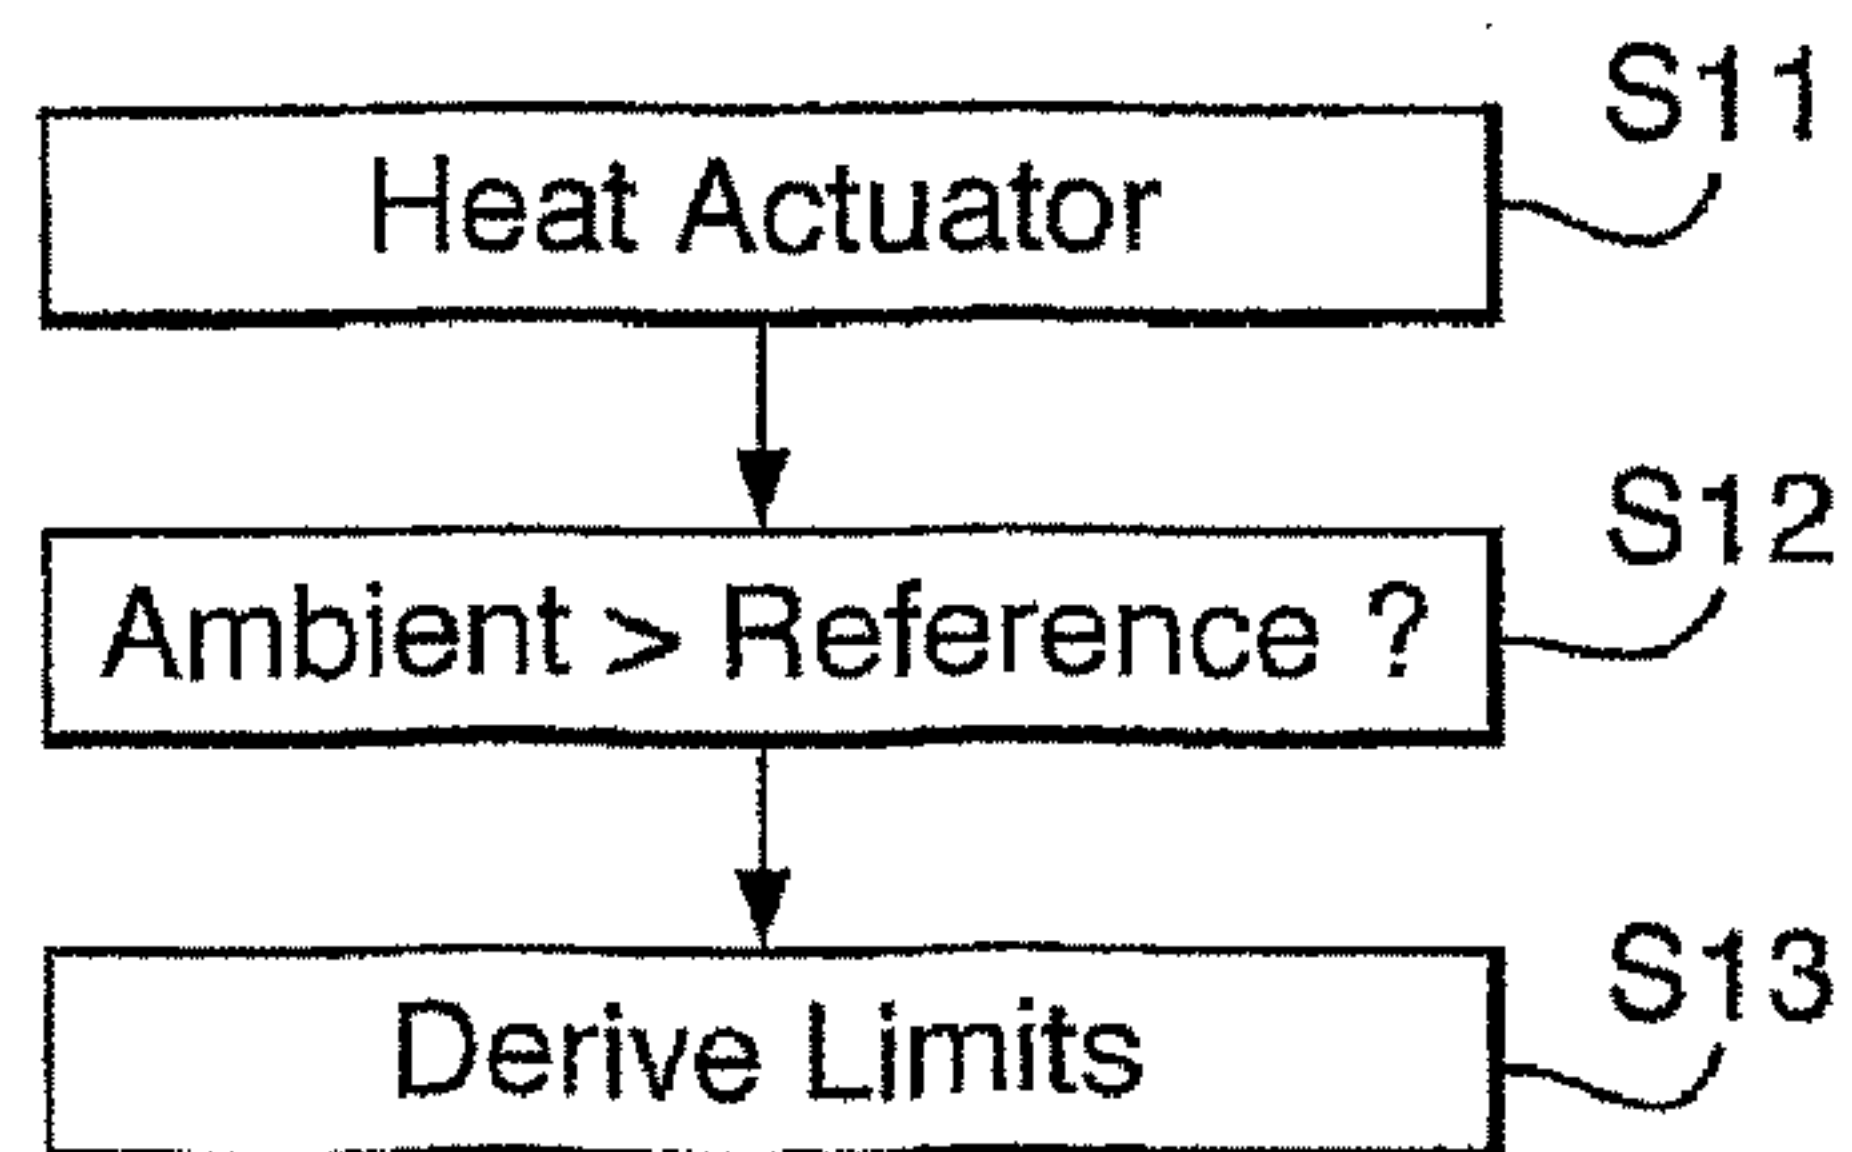 S11
Heat Actuator
S12
Ambient > Reference ?
S13
Derive Limits